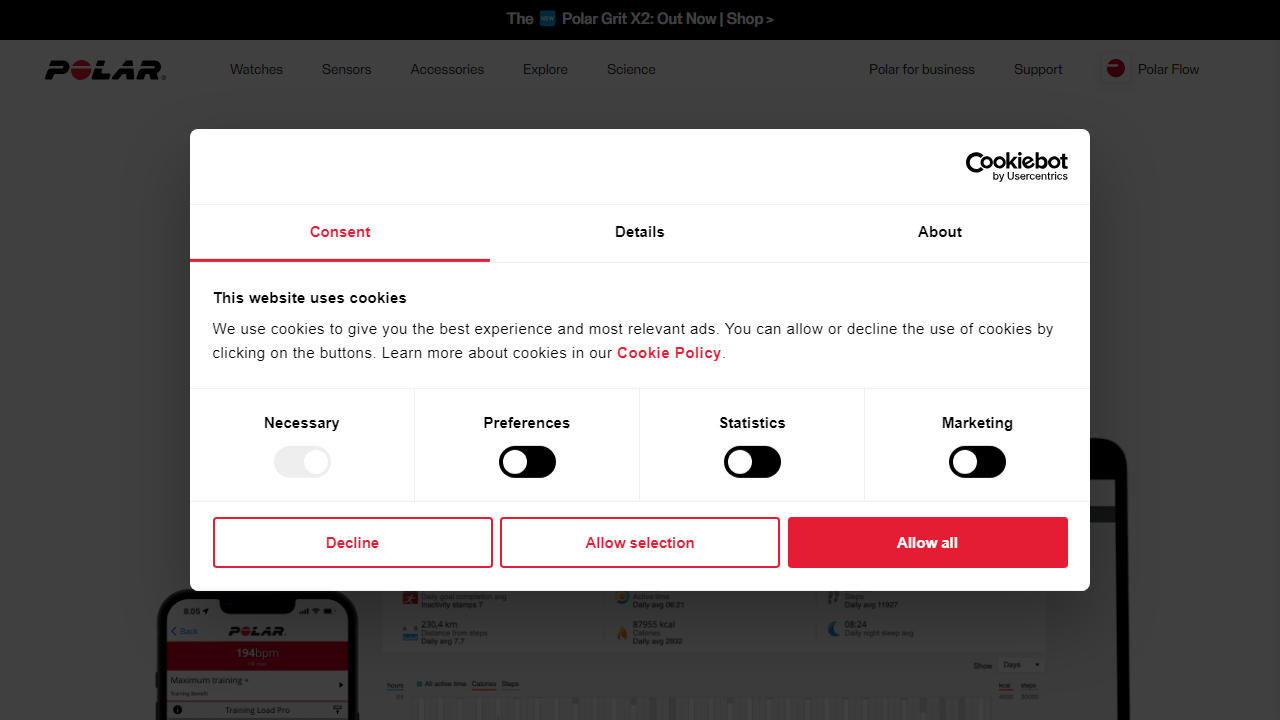 The NEW Polar Grit X2: Out Now | Shop >
POLAR®
Watches
Sensors
Accessories
Explore
Science
Polar for business
Support
Polar Flow
Cookiebot
by Usercentrics
Consent
Details
About
This website uses cookies
We use cookies to give you the best experience and most relevant ads. You can allow or decline the use of cookies by
clicking on the buttons. Learn more about cookies in our Cookie Policy.
Necessary
Preferences
Statistics
Marketing
Decline
Allow selection
Allow all
Daily goal completion avg
Inactivity stamps 7
Active time
Daily avg 06:21
Steps
Daily avg 11927
230,4 km
Distance from steps
Daily avg 7.7
87955 kcal
Calories
Daily avg 2932
08:24
Daily night sleep avg
Show
Days
hours
All active time
Calories
Steps
kcal
steps
8:05
Back
POLAR
194bpm
Maximum training +
Training Benefit
Training Load Pro